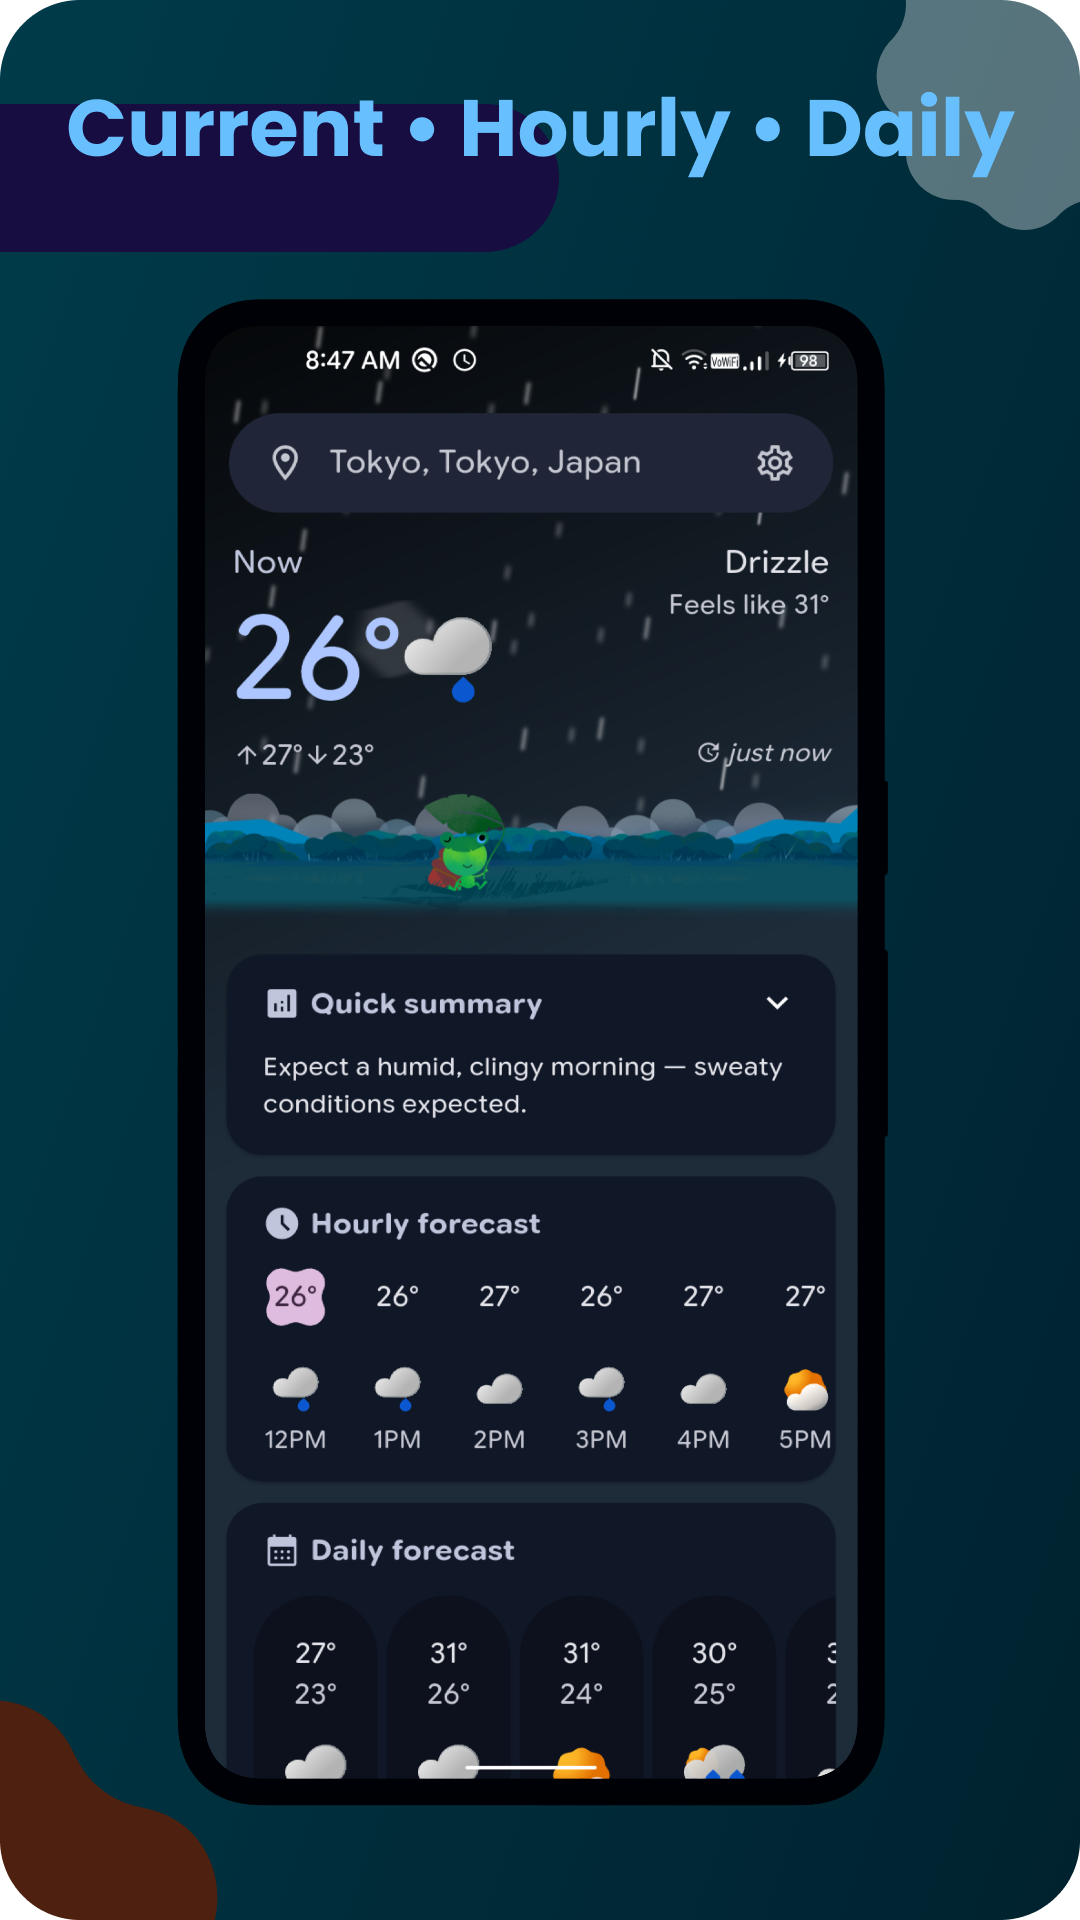 Current • Hourly • Daily
8:47 AM
VoWiFi
98
Tokyo, Tokyo, Japan
Now
Drizzle
Feels like 31°
26°
↑27° ↓23°
just now
Quick summary
Expect a humid, clingy morning — sweaty
conditions expected.
Hourly forecast
26° 26° 27° 26° 27° 27°
12PM 1PM 2PM 3PM 4PM 5PM
Daily forecast
27° 31° 31° 30°
23° 26° 24° 25°